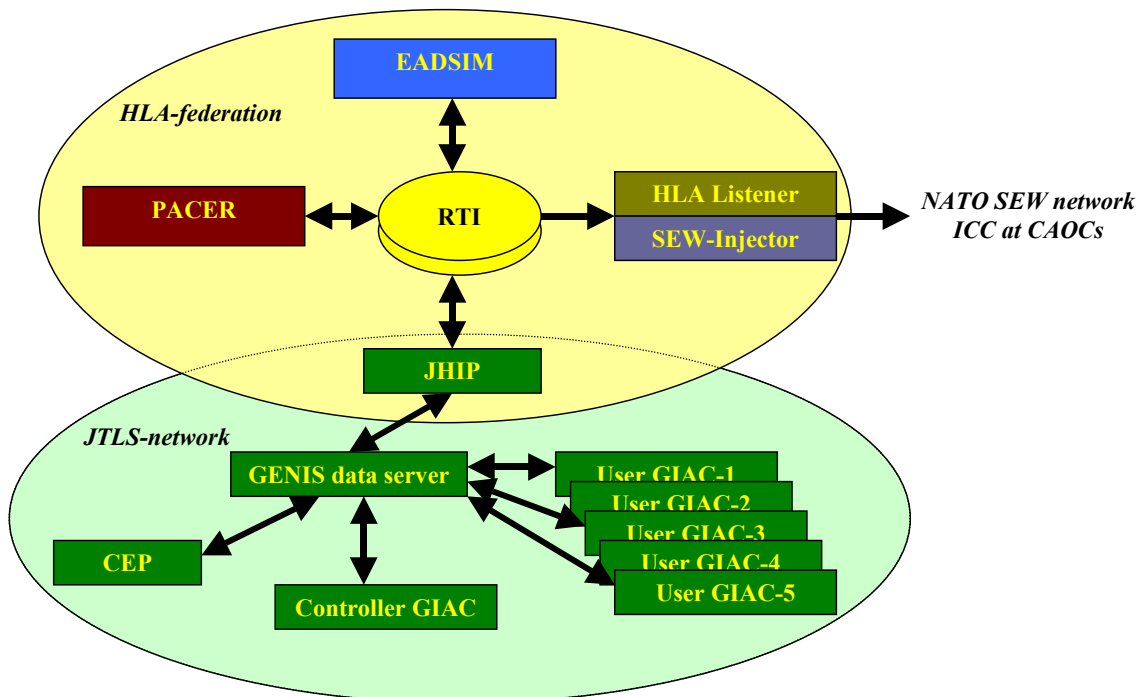 EADSIM
HLA-federation
PACER
RTI
HLA Listener
SEW-Injector
NATO SEW network
ICC at CAOCs
JHIP
JTLS-network
GENIS data server
User GIAC-1
User GIAC-2
User GIAC-3
User GIAC-4
User GIAC-5
CEP
Controller GIAC